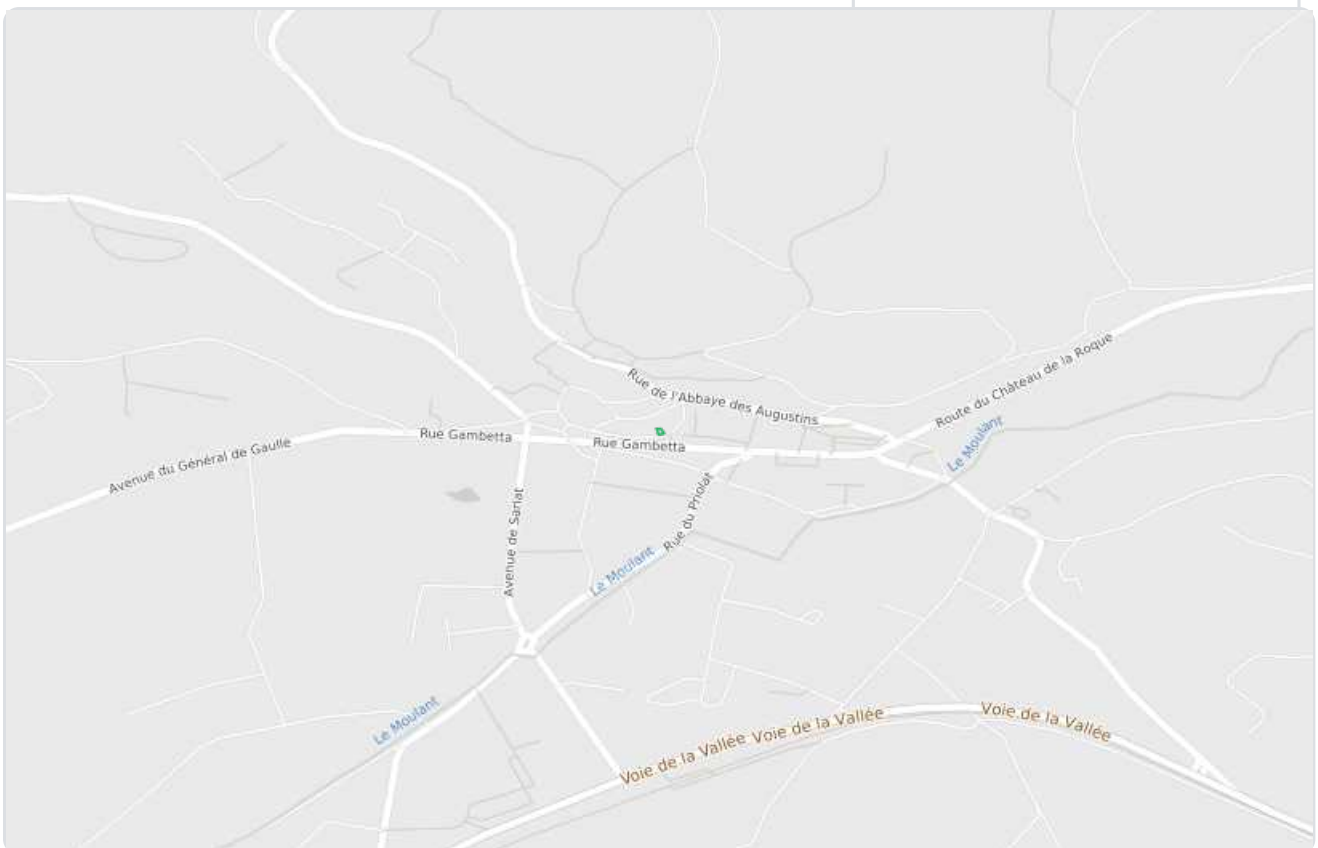 Route du Château de la Roque
Rue de l'Abbaye des Augustins
Rue Gambetta
Rue Gambetta
Avenue du Général de Gaulle
Le Moulant
Avenue de Sarlat
Rue du Priolat
Le Moulant
Le Moulant
Voie de la Vallée
Voie de la Vallée
Voie de la Vallée